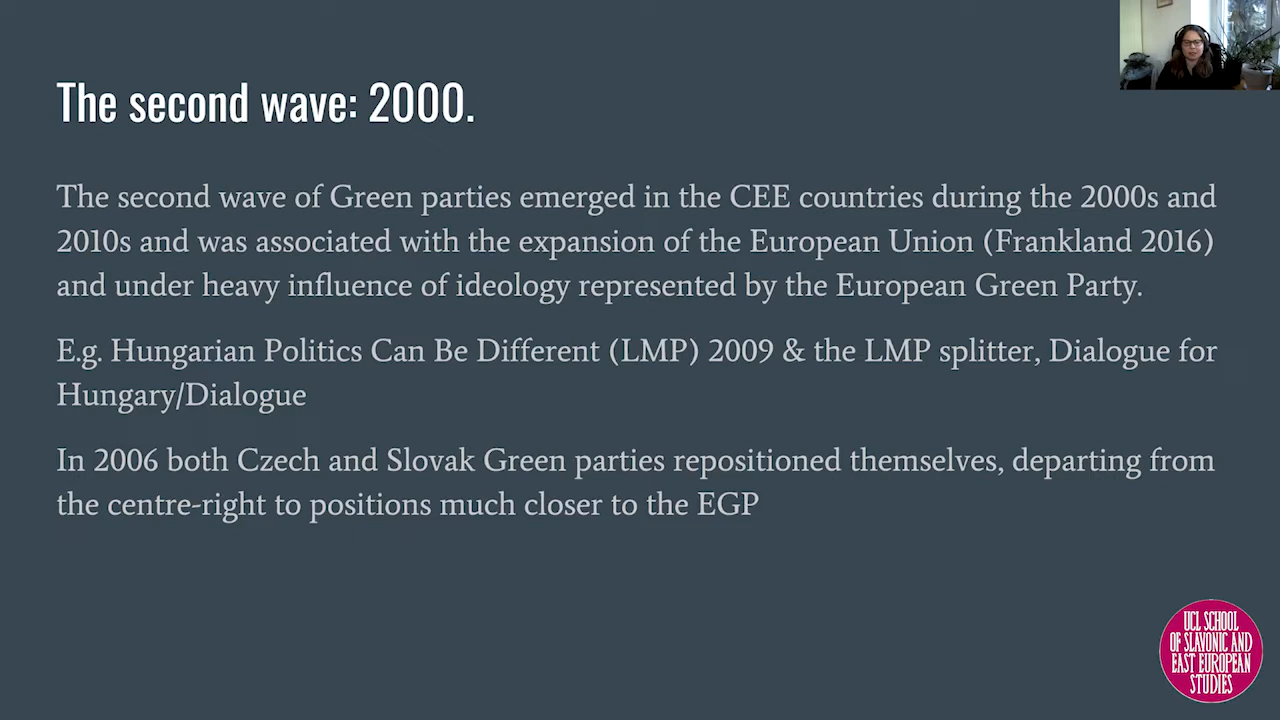 The second wave: 2000.
The second wave of Green parties emerged in the CEE countries during the 2000s and
2010s and was associated with the expansion of the European Union (Frankland 2016)
and under heavy influence of ideology represented by the European Green Party.
E.g. Hungarian Politics Can Be Different (LMP) 2009 & the LMP splitter, Dialogue for
Hungary/Dialogue
In 2006 both Czech and Slovak Green parties repositioned themselves, departing from
the centre-right to positions much closer to the EGP
UCL SCHOOL
OF SLAVONIC AND
EAST EUROPEAN
STUDIES